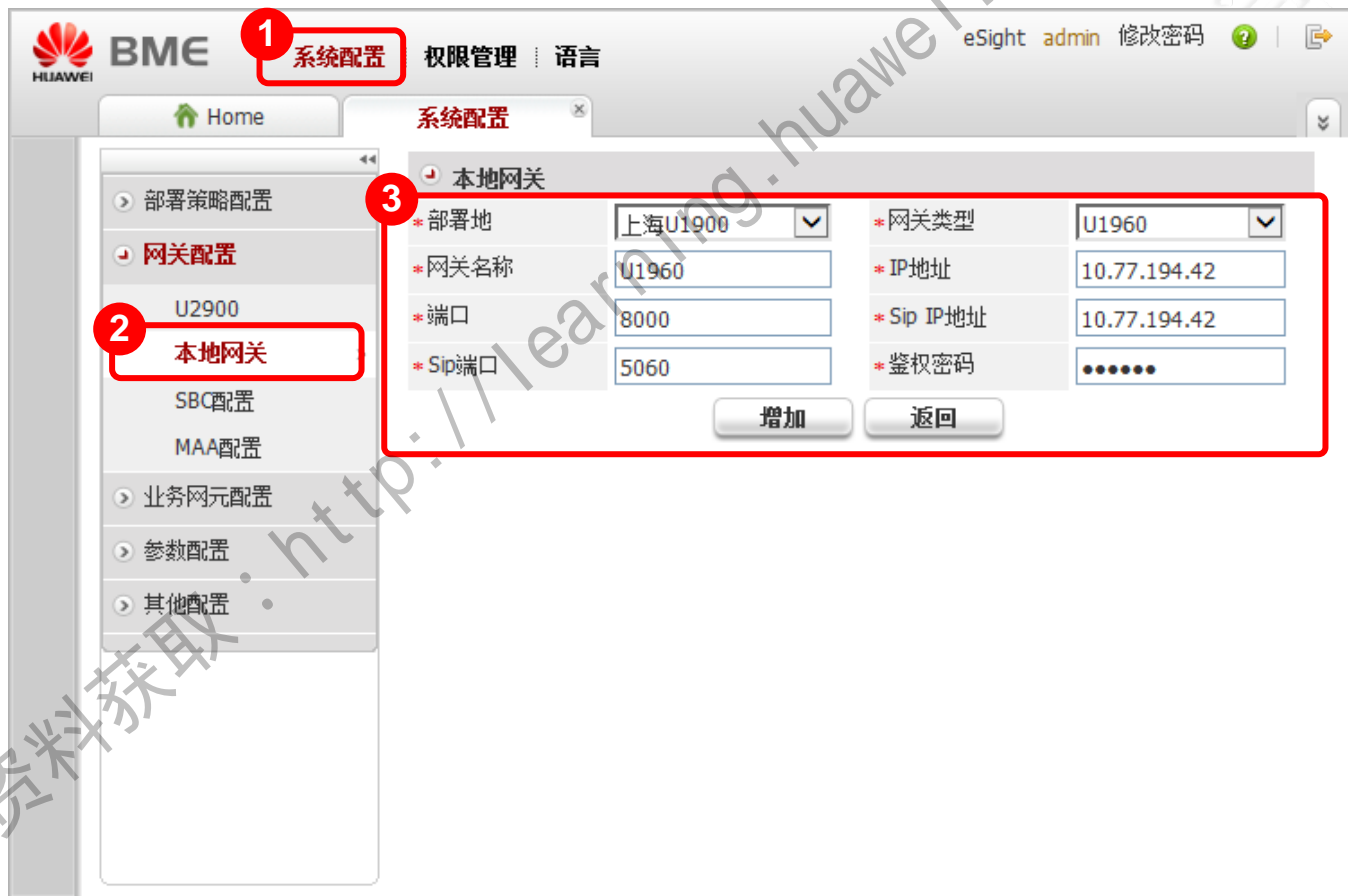 HUAWEI BME 1 系统配置 权限管理 语言 eSight admin 修改密码
Home 系统配置
部署策略配置
网关配置
U2900
2 本地网关
SBC配置
MAA配置
业务网元配置
参数配置
其他配置
本地网关
3
*部署地 上海U1900 *网关类型 U1960
*网关名称 U1960 *IP地址 10.77.194.42
*端口 8000 *Sip IP地址 10.77.194.42
*Sip端口 5060 *鉴权密码 ●●●●●●
增加 返回
资料获取:http://learning.huawei